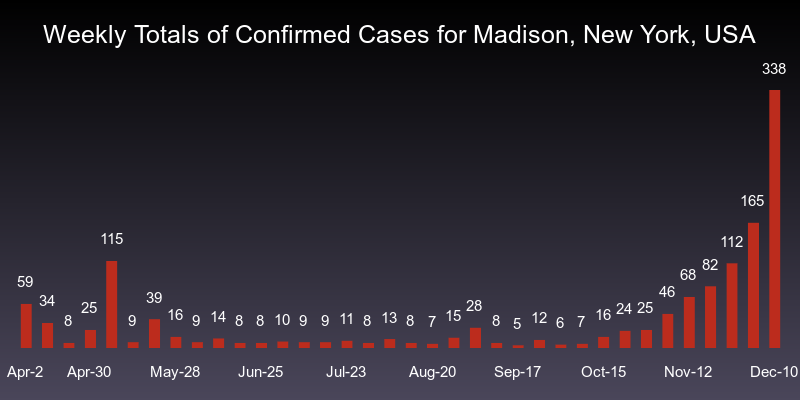 Weekly Totals of Confirmed Cases for Madison, New York, USA
59 34 8 25 115 9 39 16 9 14 8 8 10 9 9 11 8 13 8 7 15 28 8 5 12 6 7 16 24 25 46 68 82 112 165 338
Apr-2 Apr-30 May-28 Jun-25 Jul-23 Aug-20 Sep-17 Oct-15 Nov-12 Dec-10